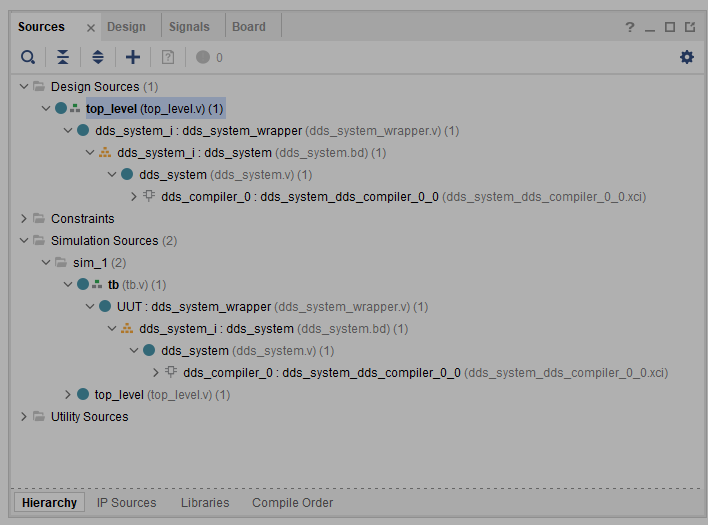 Sources × Design Signals Board ? _
? 0
Design Sources (1)
top_level (top_level.v) (1)
dds_system_i : dds_system_wrapper (dds_system_wrapper.v) (1)
dds_system_i : dds_system (dds_system.bd) (1)
dds_system (dds_system.v) (1)
dds_compiler_0 : dds_system_dds_compiler_0_0 (dds_system_dds_compiler_0_0.xci)
Constraints
Simulation Sources (2)
sim_1 (2)
tb (tb.v) (1)
UUT : dds_system_wrapper (dds_system_wrapper.v) (1)
dds_system_i : dds_system (dds_system.bd) (1)
dds_system (dds_system.v) (1)
dds_compiler_0 : dds_system_dds_compiler_0_0 (dds_system_dds_compiler_0_0.xci)
top_level (top_level.v) (1)
Utility Sources
Hierarchy IP Sources Libraries Compile Order